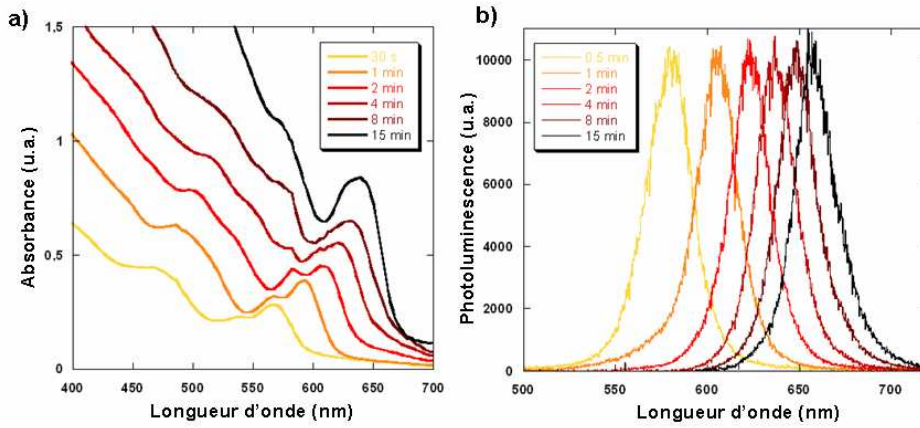 a)
1.5
1
0.5
0
400
450
500
550
600
650
700
Absorbance (u.a.)
Longueur d'onde (nm)
30 s
1 min
2 min
4 min
8 min
15 min
b)
10000
8000
6000
4000
2000
0
500
550
600
650
700
Photoluminescence (u.a.)
Longueur d'onde (nm)
0.5 min
1 min
2 min
4 min
8 min
15 min